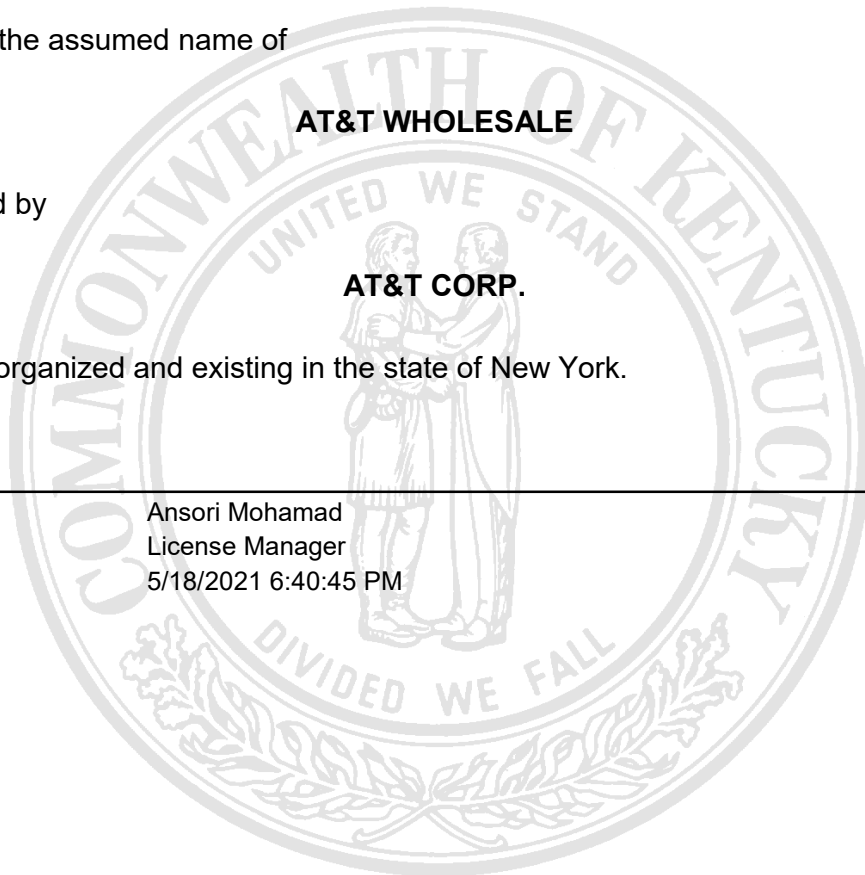 the assumed name of
AT&T WHOLESALE
d by
AT&T CORP.
organized and existing in the state of New York.
Ansori Mohamad
License Manager
5/18/2021 6:40:45 PM
COMMONWEALTH OF KENTUCKY
UNITED WE STAND
DIVIDED WE FALL